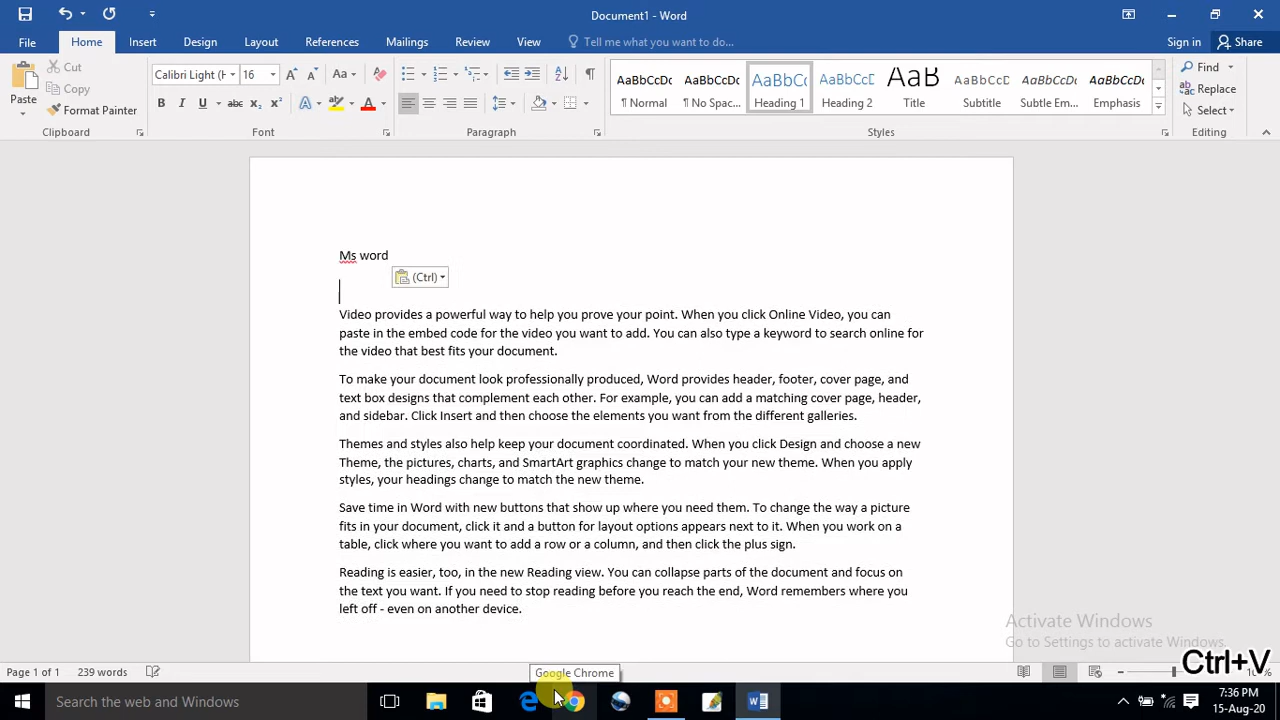 Document1 - Word
File Home Insert Design Layout References Mailings Review View Tell me what you want to do... Sign in Share
Cut
Copy
Format Painter
Paste
Clipboard
Calibri Light (H 16 Aa
B I U abc x₂ x² A A
Font
Paragraph
AaBbCcDc AaBbCcDc AaBbCc AaBbCcD AaB AaBbCcD AaBbCcDc AaBbCcDc
¶ Normal ¶ No Spac... Heading 1 Heading 2 Title Subtitle Subtle Em... Emphasis
Styles
Find
Replace
Select
Editing
Ms word
(Ctrl)
Video provides a powerful way to help you prove your point. When you click Online Video, you can
paste in the embed code for the video you want to add. You can also type a keyword to search online for
the video that best fits your document.
To make your document look professionally produced, Word provides header, footer, cover page, and
text box designs that complement each other. For example, you can add a matching cover page, header,
and sidebar. Click Insert and then choose the elements you want from the different galleries.
Themes and styles also help keep your document coordinated. When you click Design and choose a new
Theme, the pictures, charts, and SmartArt graphics change to match your new theme. When you apply
styles, your headings change to match the new theme.
Save time in Word with new buttons that show up where you need them. To change the way a picture
fits in your document, click it and a button for layout options appears next to it. When you work on a
table, click where you want to add a row or a column, and then click the plus sign.
Reading is easier, too, in the new Reading view. You can collapse parts of the document and focus on
the text you want. If you need to stop reading before you reach the end, Word remembers where you
left off - even on another device.
Activate Windows
Go to Settings to activate Windows.
Ctrl+V
Page 1 of 1 239 words
Google Chrome
Search the web and Windows
7:36 PM
15-Aug-20